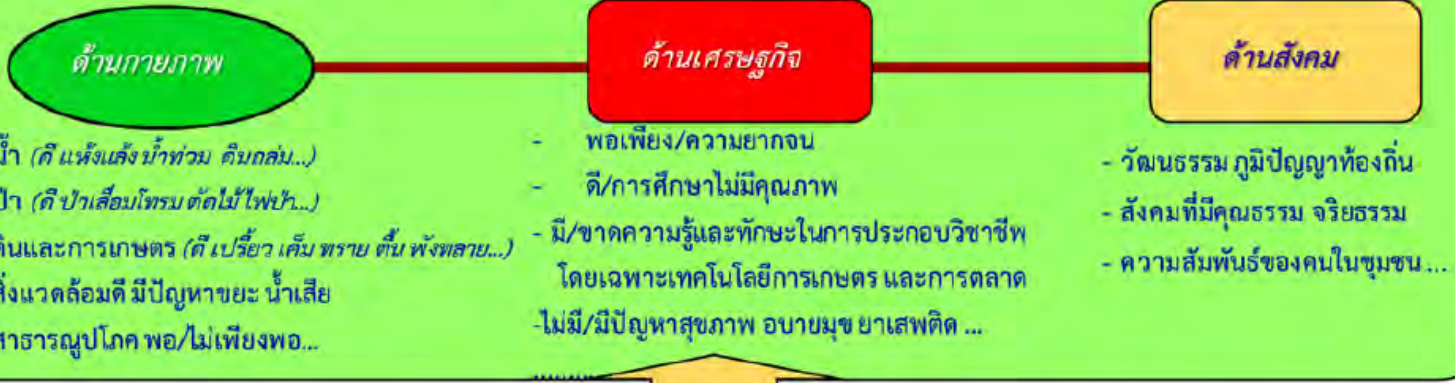 ด้านกายภาพ
น้ำ (ดี แห้งแล้ง น้ำท่วม ดินถล่ม...)
ป่า (ดี ป่าเสื่อมโทรม ตัดไม้ ไฟป่า...)
ดินและการเกษตร (ดี เปรี้ยว เค็ม ทราย ตื้น พังทลาย...)
สิ่งแวดล้อมดี มีปัญหาขยะ น้ำเสีย
สาธารณูปโภค พอ/ไม่เพียงพอ...
ด้านเศรษฐกิจ
- พอเพียง/ความยากจน
- ดี/การศึกษาไม่มีคุณภาพ
- มี/ขาดความรู้และทักษะในการประกอบวิชาชีพ
โดยเฉพาะเทคโนโลยีการเกษตร และการตลาด
-ไม่มี/มีปัญหาสุขภาพ อบายมุข ยาเสพติด ...
ด้านสังคม
- วัฒนธรรม ภูมิปัญญาท้องถิ่น
- สังคมที่มีคุณธรรม จริยธรรม
- ความสัมพันธ์ของคนในชุมชน ...